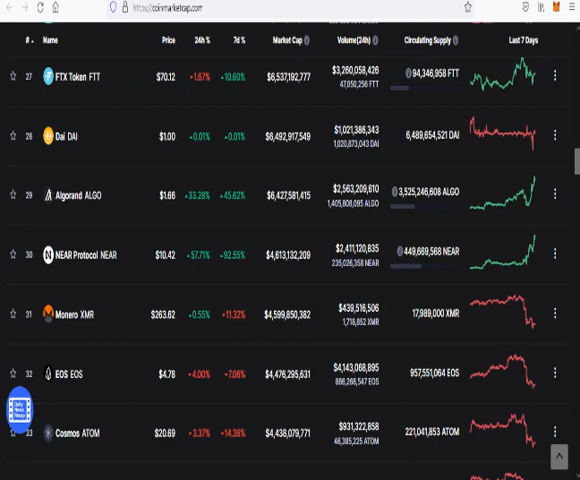 https://coinmarketcap.com
# Name Price 24h % 7d % Market Cap Volume(24h) Circulating Supply Last 7 Days
27 FTX Token FTT $70.12 1.67% 10.60% $6,537,192,777 $3,260,058,426 94,346,958 FTT
47,050,256 FTT
28 Dai DAI $1.00 0.01% 0.01% $6,492,917,549 $1,021,386,343 6,489,654,521 DAI
1,020,873,043 DAI
29 Algorand ALGO $1.66 33.28% 45.62% $6,427,581,415 $2,563,209,610 3,525,246,608 ALGO
1,405,808,095 ALGO
30 NEAR Protocol NEAR $10.42 57.71% 92.55% $4,613,132,209 $2,411,120,835 449,669,568 NEAR
235,026,358 NEAR
31 Monero XMR $263.62 0.55% 11.32% $4,599,850,382 $439,516,506 17,989,000 XMR
1,718,852 XMR
32 EOS EOS $4.78 4.00% 7.06% $4,476,295,631 $4,143,068,895 957,551,064 EOS
886,268,547 EOS
33 Cosmos ATOM $20.69 3.37% 14.36% $4,438,079,771 $931,322,858 221,041,853 ATOM
46,385,225 ATOM